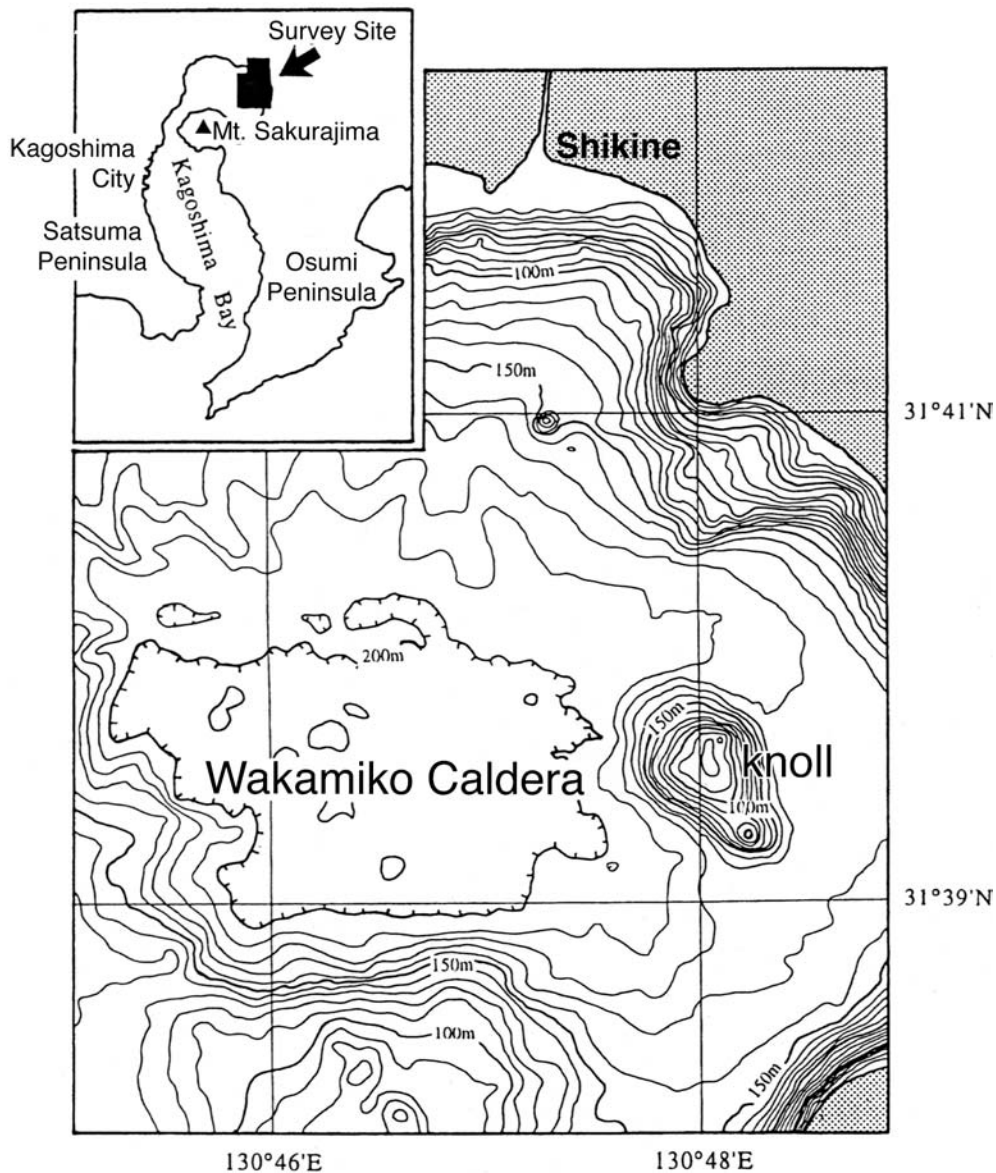 Survey Site
Mt. Sakurajima
Kagoshima
City
Kagoshima Bay
Satsuma
Peninsula
Osumi
Peninsula
Shikine
100m
150m
31°41'N
200m
150m
Wakamiko Caldera
knoll
100m
31°39'N
150m
100m
150m
130°46'E
130°48'E